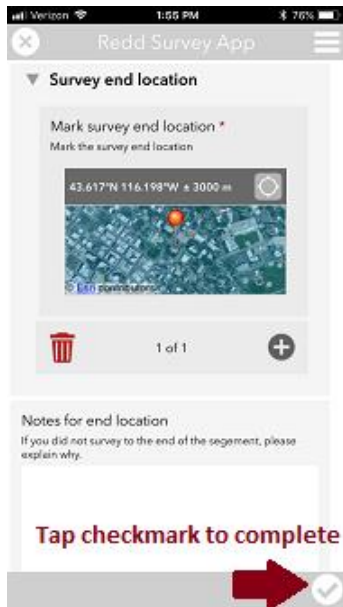 Verizon 1:55 PM 76%
Redd Survey App
Survey end location
Mark survey end location *
Mark the survey end location
43.617°N 116.198°W ± 3000 m
© Esri contributors
1 of 1
Notes for end location
If you did not survey to the end of the segement, please
explain why.
Tap checkmark to complete